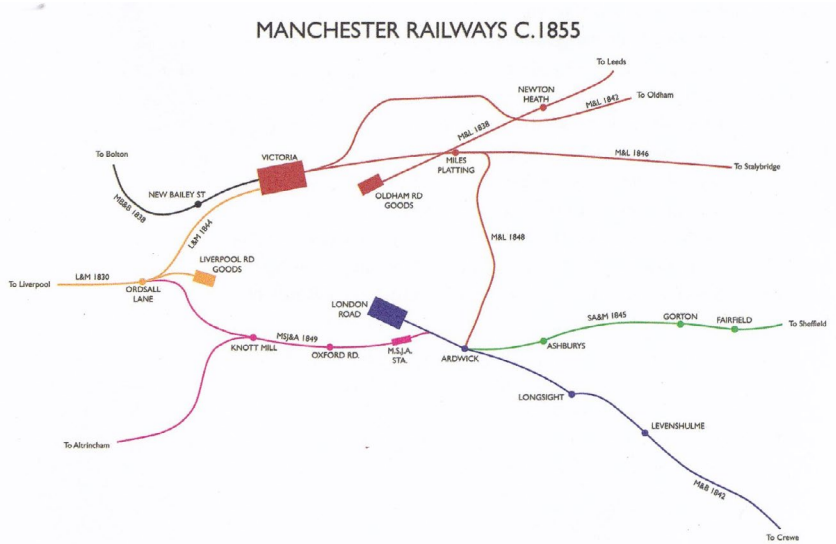 MANCHESTER RAILWAYS C.1855
To Leeds
NEWTON
HEATH
To Oldham
M&L 1842
M&L 1838
To Bolton
VICTORIA
MILES
PLATTING
M&L 1846
To Stalybridge
NEW BAILEY ST
OLDHAM RD
GOODS
MB&B 1838
L&M 1844
M&L 1848
LIVERPOOL RD
GOODS
To Liverpool
L&M 1830
ORDSALL
LANE
LONDON
ROAD
SA&M 1845
GORTON
FAIRFIELD
To Sheffield
MSJ&A 1849
KNOTT MILL
OXFORD RD.
M.S.J.A.
STA.
ARDWICK
ASHBURYS
LONGSIGHT
LEVENSHULME
To Altrincham
M&B 1842
To Crewe